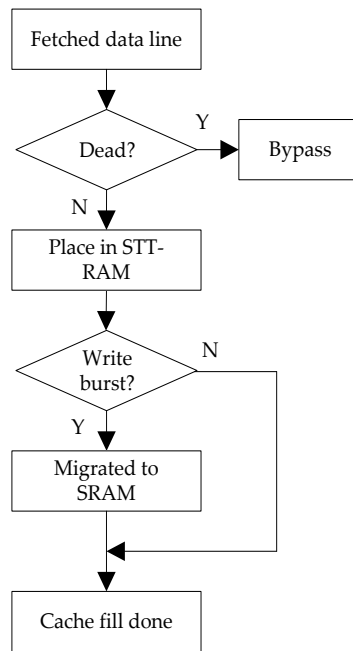 Fetched data line
Dead?
Y
Bypass
N
Place in STT-
RAM
Write
burst?
N
Y
Migrated to
SRAM
Cache fill done